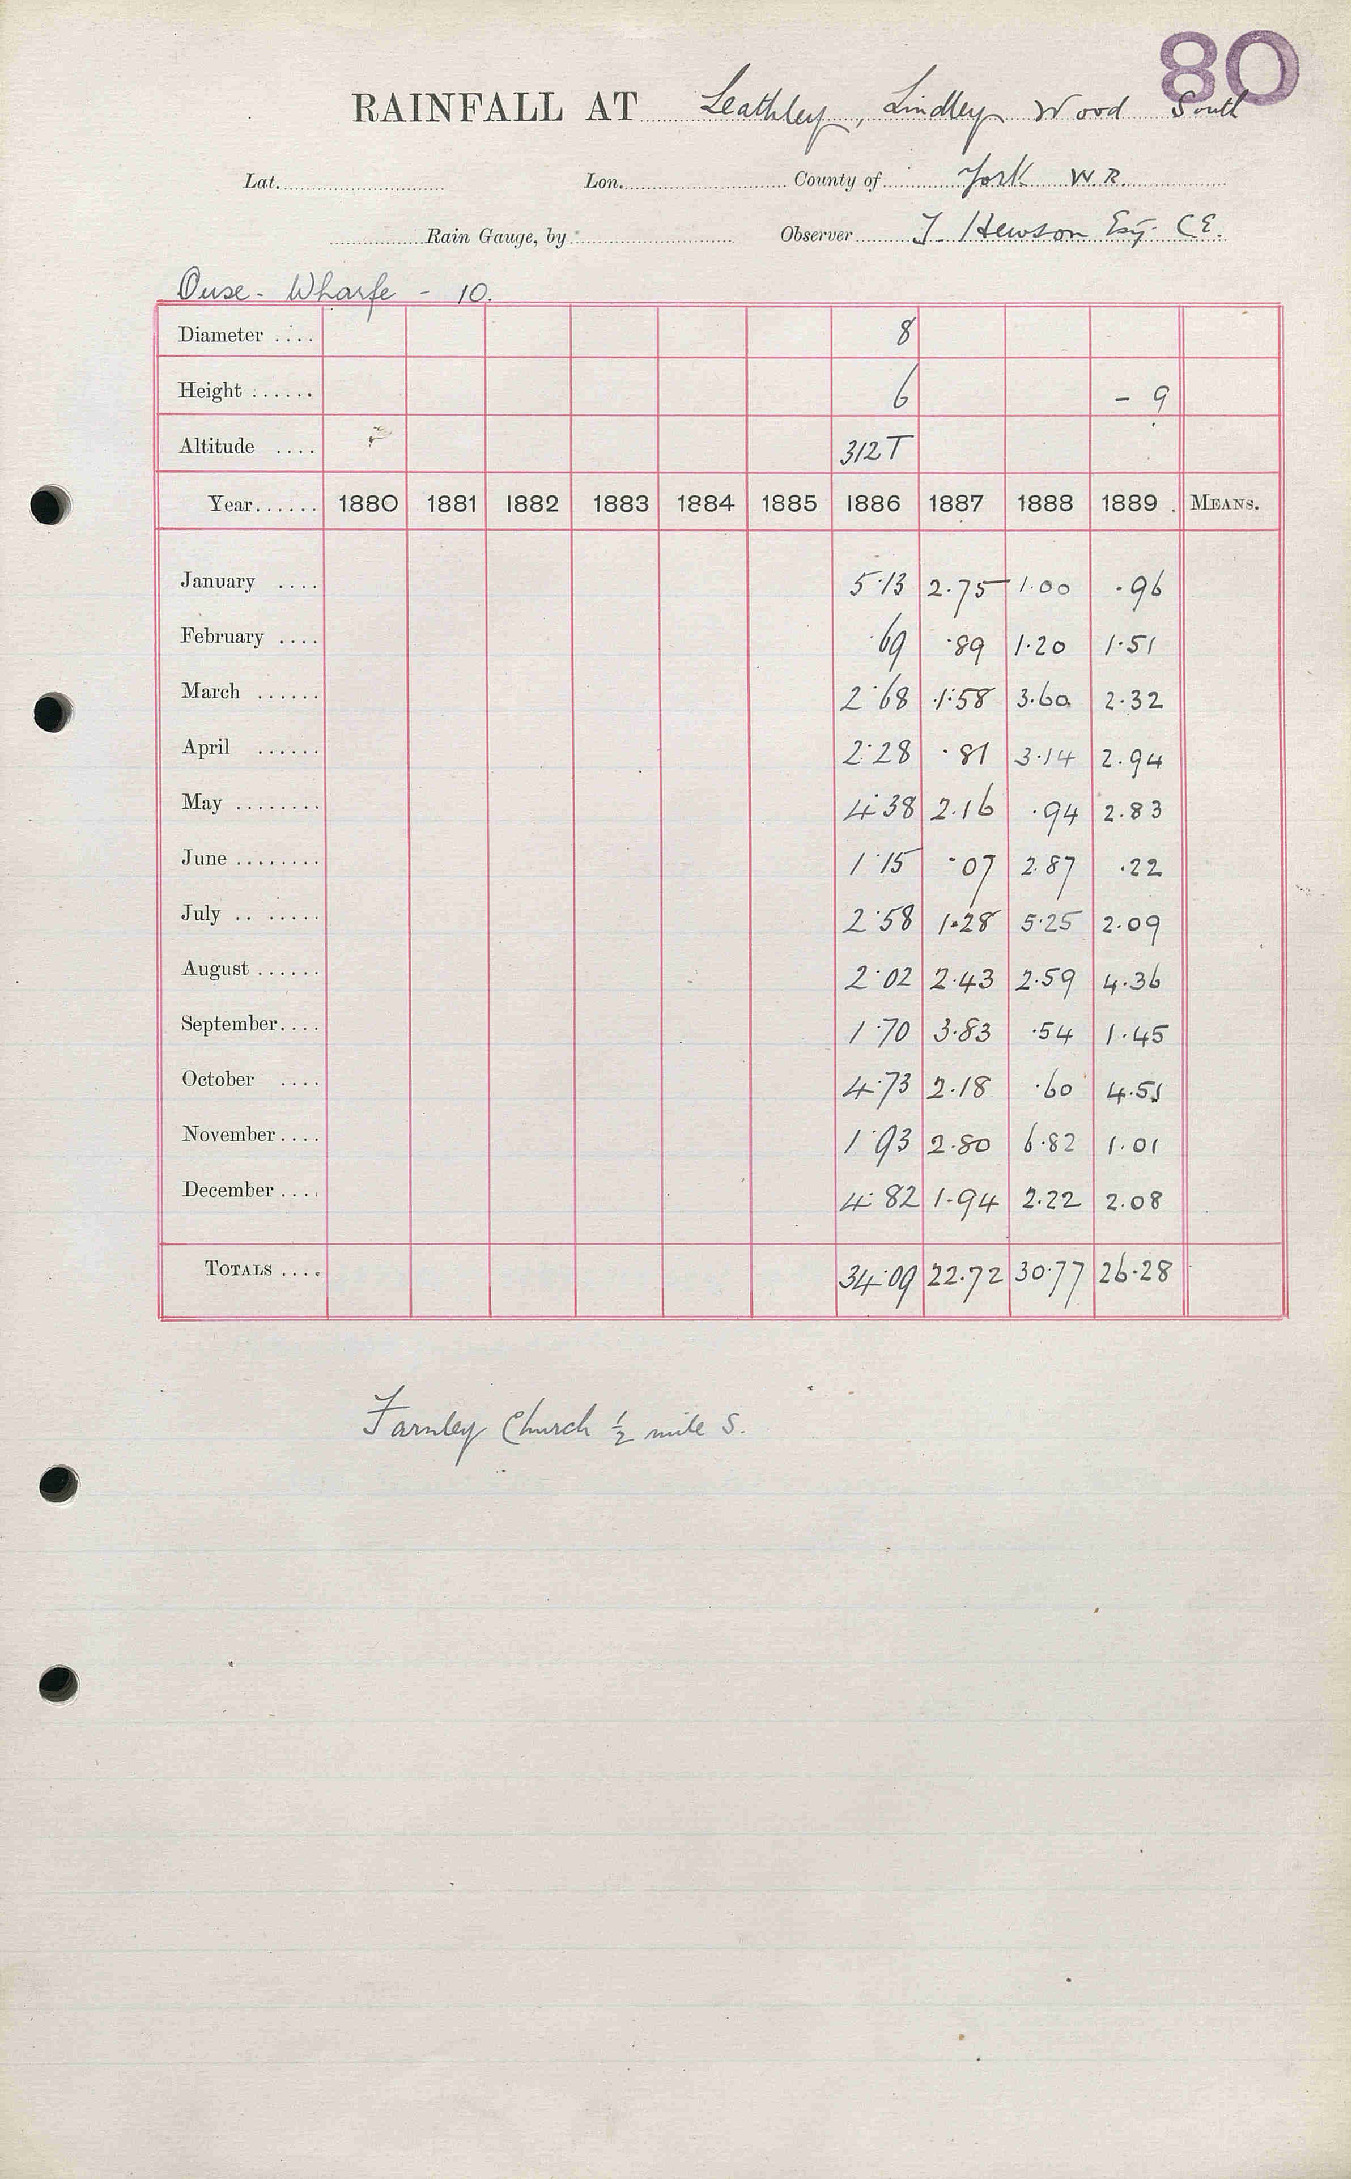 80
RAINFALL AT Leathley, Lindley Wood South
Lat. Lon. County of York W.R.
Rain Gauge, by Observer T. Hewson Esq. C.E.
Ouse - Wharfe - 10.
Diameter .... 8
Height ...... 6 - 9
Altitude .... 312 T
Year...... 1880 1881 1882 1883 1884 1885 1886 1887 1888 1889 MEANS.
January .... 5.13 2.75 1.00 .96
February .... .69 .89 1.20 1.51
March ...... 2.68 1.58 3.60 2.32
April ...... 2.28 .81 3.14 2.94
May ........ 4.38 2.16 .94 2.83
June ........ 1.15 .07 2.87 .22
July .. ..... 2.58 1.28 5.25 2.09
August ...... 2.02 2.43 2.59 4.36
September.... 1.70 3.83 .54 1.45
October .... 4.73 2.18 .60 4.51
November.... 1.93 2.80 6.82 1.01
December.... 4.82 1.94 2.22 2.08
TOTALS .... 34.09 22.72 30.77 26.28
Farnley Church ½ mile S.